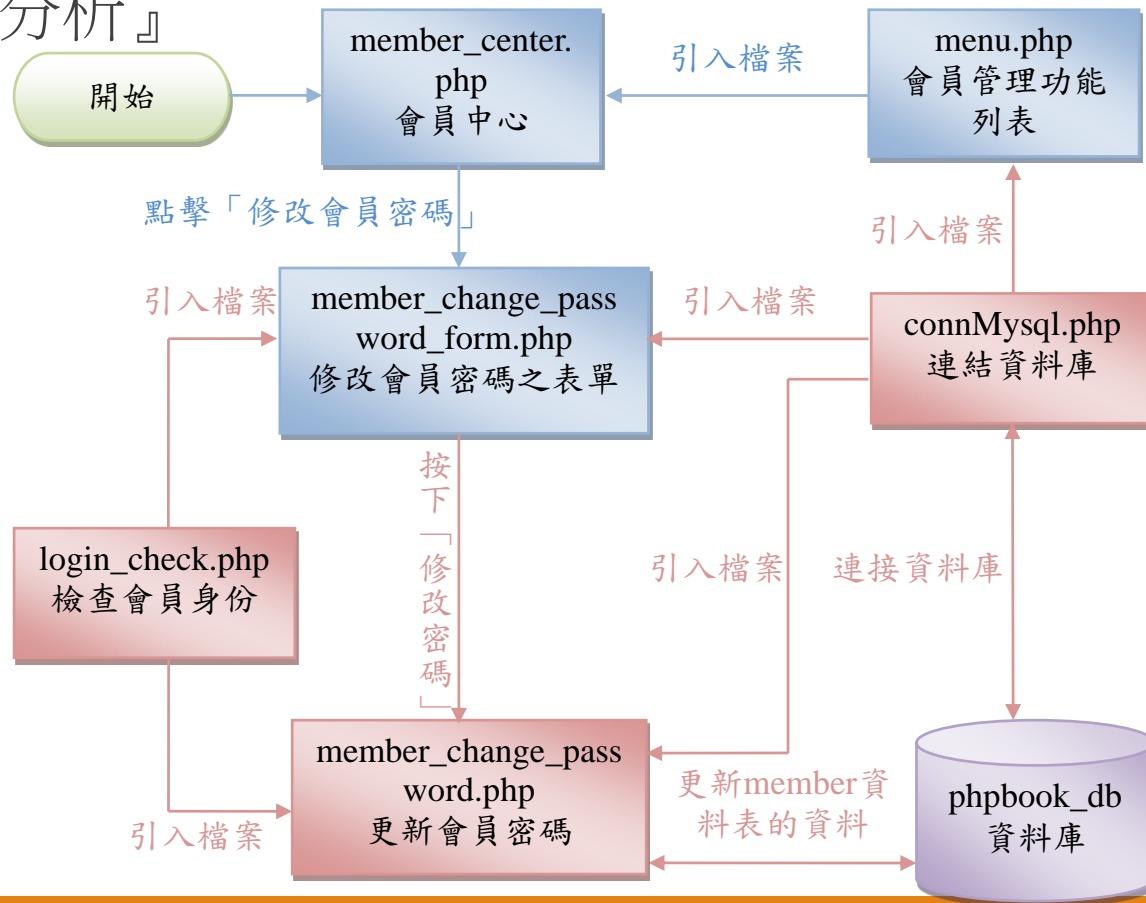 分析』
開始
member_center.
php
會員中心
引入檔案
menu.php
會員管理功能
列表
點擊「修改會員密碼」
引入檔案
引入檔案
member_change_pass
word_form.php
修改會員密碼之表單
引入檔案
connMysql.php
連結資料庫
按下「修改密碼」
login_check.php
檢查會員身份
引入檔案
連接資料庫
member_change_pass
word.php
更新會員密碼
引入檔案
更新member資
料表的資料
phpbook_db
資料庫